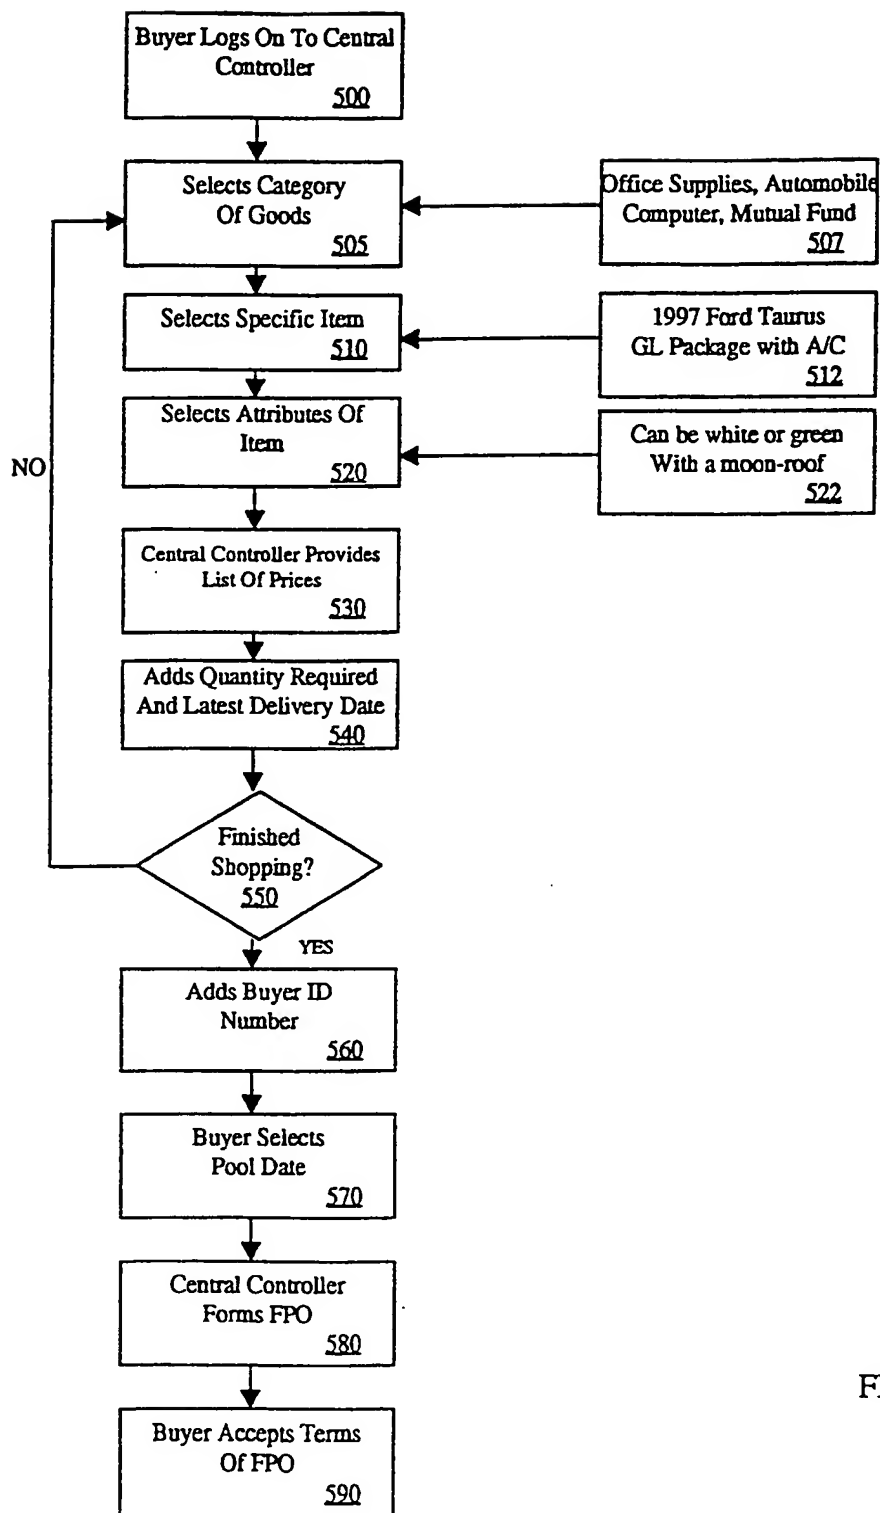 Buyer Logs On To Central
Controller
500
Selects Category
Of Goods
505
Office Supplies, Automobile
Computer, Mutual Fund
507
Selects Specific Item
510
1997 Ford Taurus
GL Package with A/C
512
Selects Attributes Of
Item
520
Can be white or green
With a moon-roof
522
NO
Central Controller Provides
List Of Prices
530
Adds Quantity Required
And Latest Delivery Date
540
Finished
Shopping?
550
YES
Adds Buyer ID
Number
560
Buyer Selects
Pool Date
570
Central Controller
Forms FPO
580
Buyer Accepts Terms
Of FPO
590